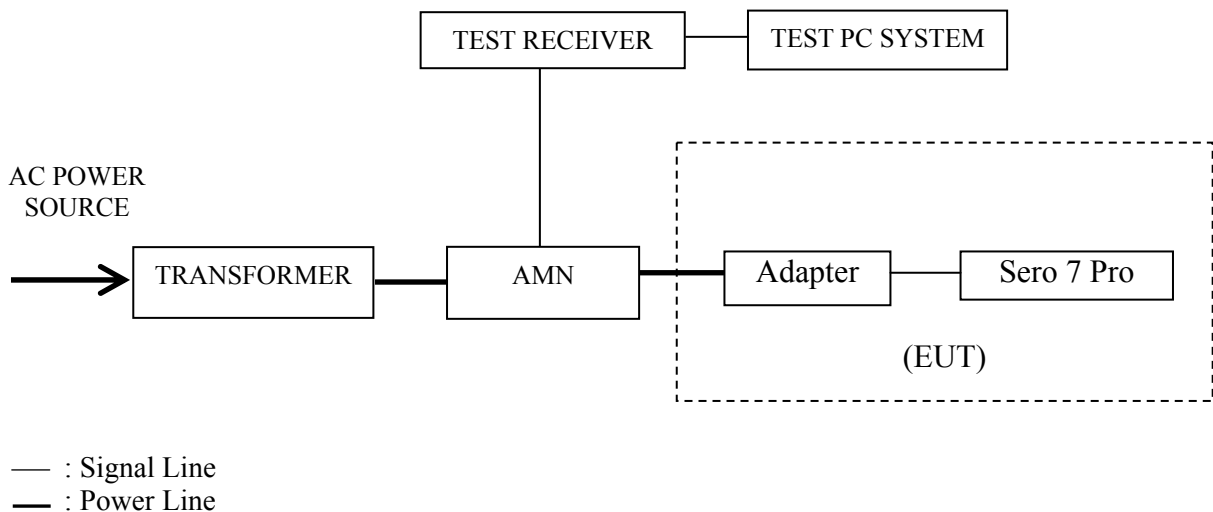 TEST RECEIVER
TEST PC SYSTEM
AC POWER
SOURCE
TRANSFORMER
AMN
Adapter
Sero 7 Pro
(EUT)
: Signal Line
: Power Line